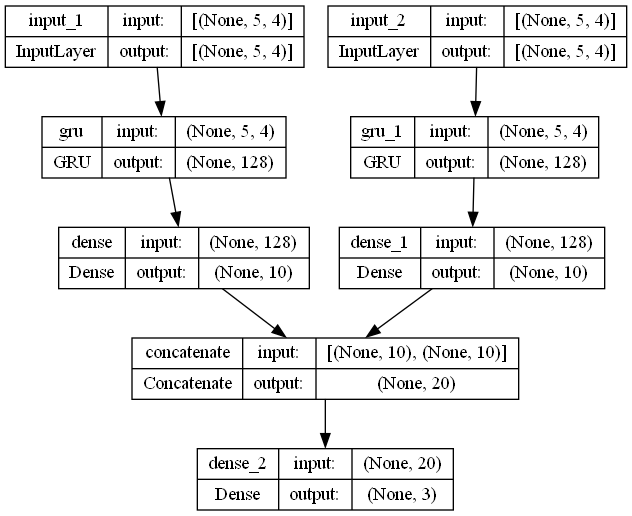 input_1 input: [(None, 5, 4)]
InputLayer output: [(None, 5, 4)]
input_2 input: [(None, 5, 4)]
InputLayer output: [(None, 5, 4)]
gru input: (None, 5, 4)
GRU output: (None, 128)
gru_1 input: (None, 5, 4)
GRU output: (None, 128)
dense input: (None, 128)
Dense output: (None, 10)
dense_1 input: (None, 128)
Dense output: (None, 10)
concatenate input: [(None, 10), (None, 10)]
Concatenate output: (None, 20)
dense_2 input: (None, 20)
Dense output: (None, 3)